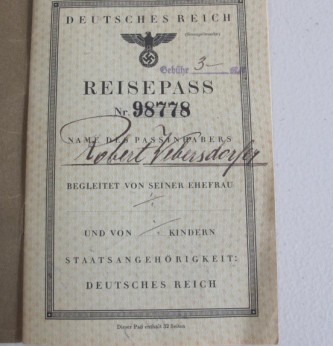 DEUTSCHES REICH
Gebühr 3
REISEPASS
Nr. 98778
NAME DES PASSINHABERS
Robert
BEGLEITET VON SEINER EHEFRAU
UND VON KINDERN
STAATSANGEHÖRIGKEIT:
DEUTSCHES REICH
Dieser Paß enthält 32 Seiten